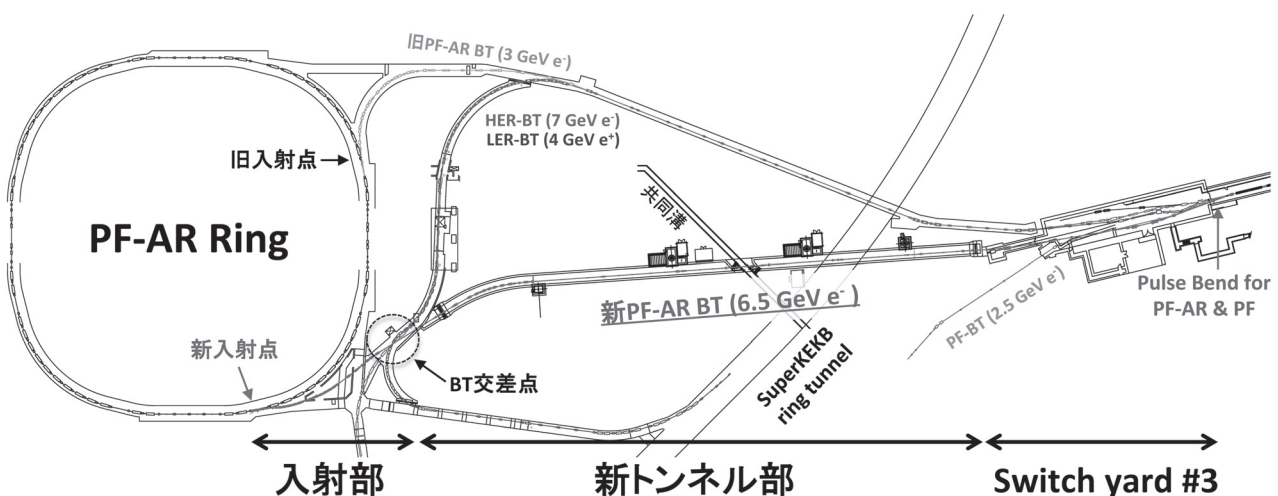 旧PF-AR BT (3 GeV e-)
HER-BT (7 GeV e-)
LER-BT (4 GeV e+)
旧入射点
共同溝
PF-AR Ring
新PF-AR BT (6.5 GeV e- )
PF-BT (2.5 GeV e-)
Pulse Bend for
PF-AR & PF
新入射点
BT交差点
SuperKEKB
ring tunnel
入射部
新トンネル部
Switch yard #3